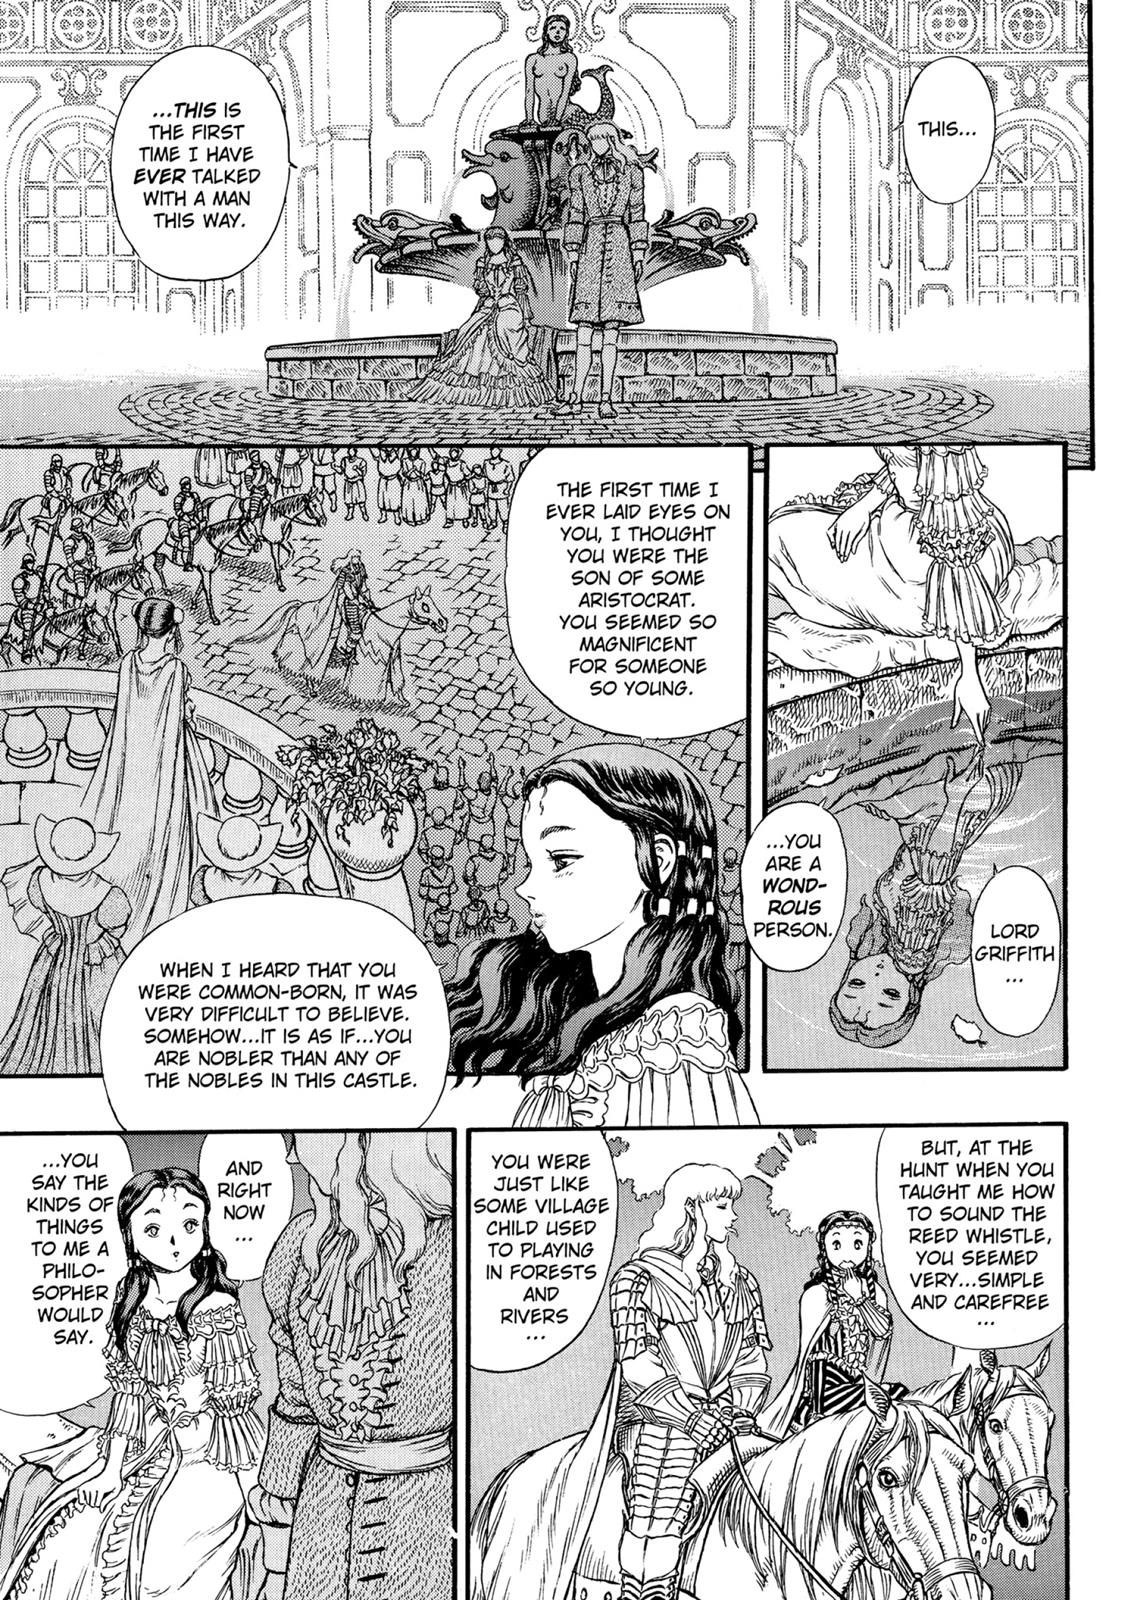 THIS...
...THIS IS
THE FIRST
TIME I HAVE
EVER TALKED
WITH A MAN
THIS WAY.
LORD
GRIFFITH
...
...YOU
ARE A
WOND-
ROUS
PERSON.
THE FIRST TIME I
EVER LAID EYES ON
YOU, I THOUGHT
YOU WERE THE
SON OF SOME
ARISTOCRAT.
YOU SEEMED SO
MAGNIFICENT
FOR SOMEONE
SO YOUNG.
WHEN I HEARD THAT YOU
WERE COMMON-BORN, IT WAS
VERY DIFFICULT TO BELIEVE.
SOMEHOW...IT IS AS IF...YOU
ARE NOBLER THAN ANY OF
THE NOBLES IN THIS CASTLE.
BUT, AT THE
HUNT WHEN YOU
TAUGHT ME HOW
TO SOUND THE
REED WHISTLE,
YOU SEEMED
VERY...SIMPLE
AND CAREFREE
...
YOU WERE
JUST LIKE
SOME VILLAGE
CHILD USED
TO PLAYING
IN FORESTS
AND
RIVERS
...
AND
RIGHT
NOW
...
...YOU
SAY THE
KINDS OF
THINGS
TO ME A
PHILO-
SOPHER
WOULD
SAY.